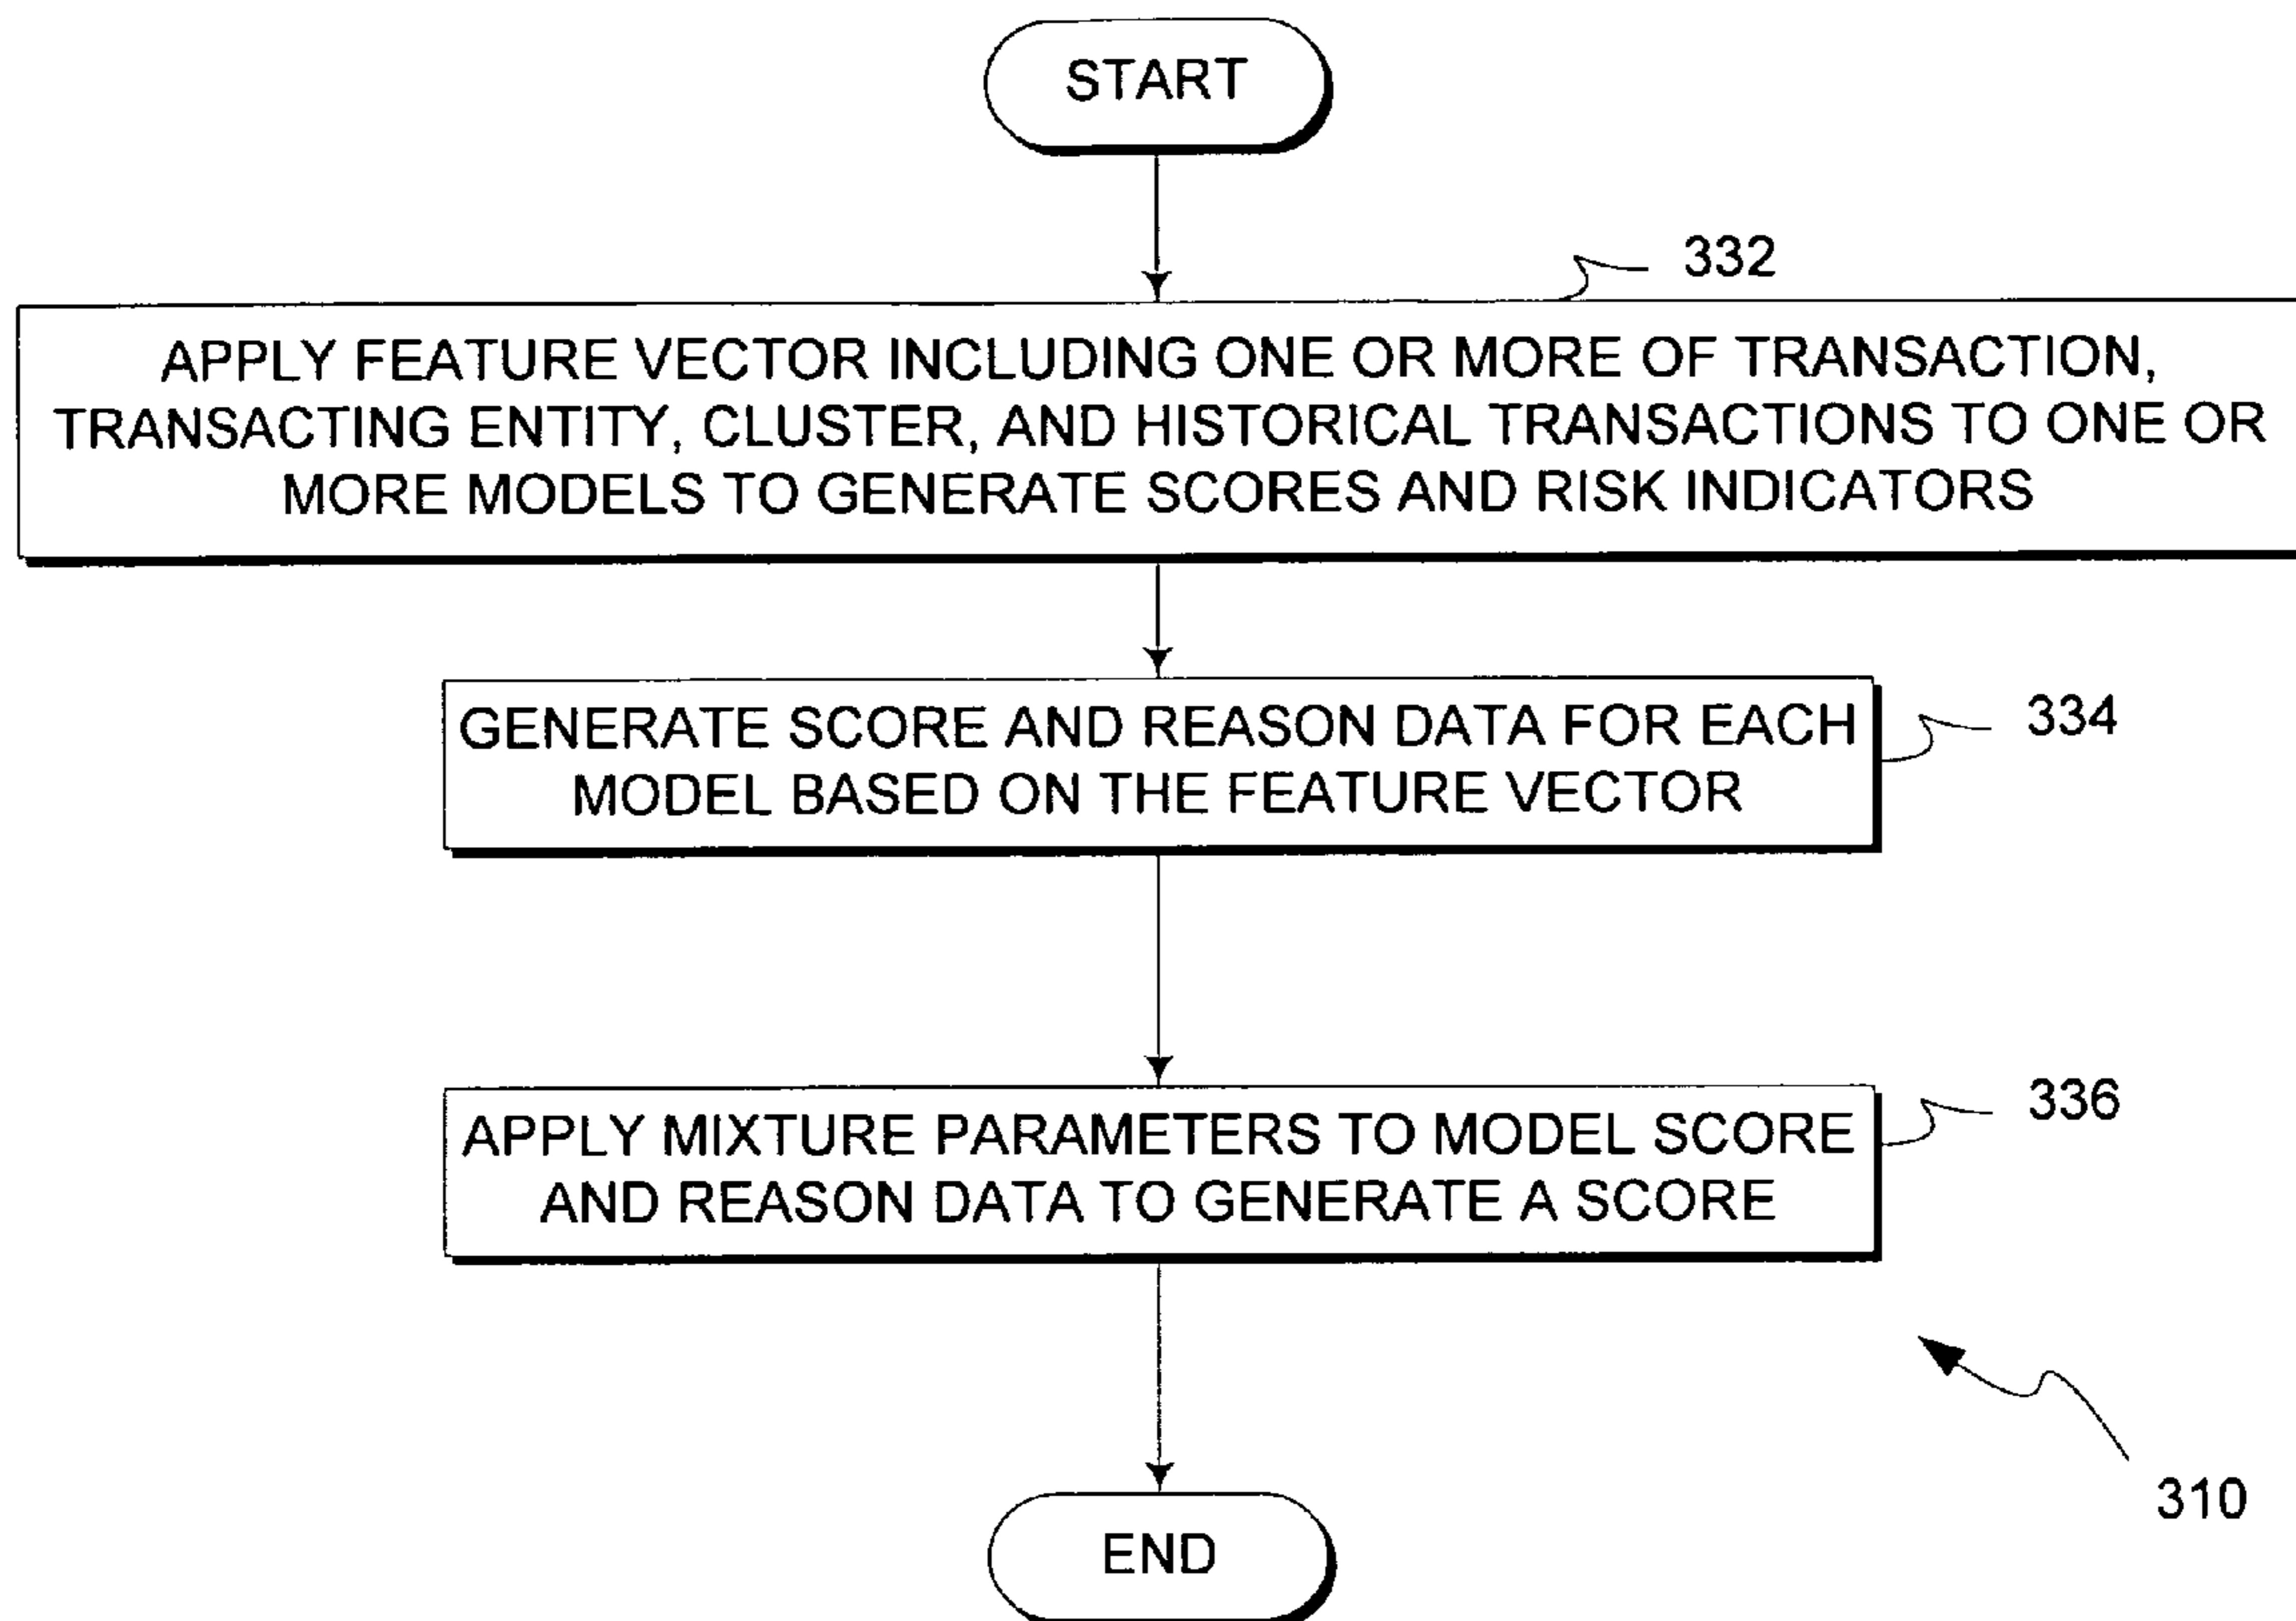 START
332
APPLY FEATURE VECTOR INCLUDING ONE OR MORE OF TRANSACTION,
TRANSACTING ENTITY, CLUSTER, AND HISTORICAL TRANSACTIONS TO ONE OR
MORE MODELS TO GENERATE SCORES AND RISK INDICATORS
GENERATE SCORE AND REASON DATA FOR EACH
MODEL BASED ON THE FEATURE VECTOR
334
APPLY MIXTURE PARAMETERS TO MODEL SCORE
AND REASON DATA TO GENERATE A SCORE
336
310
END